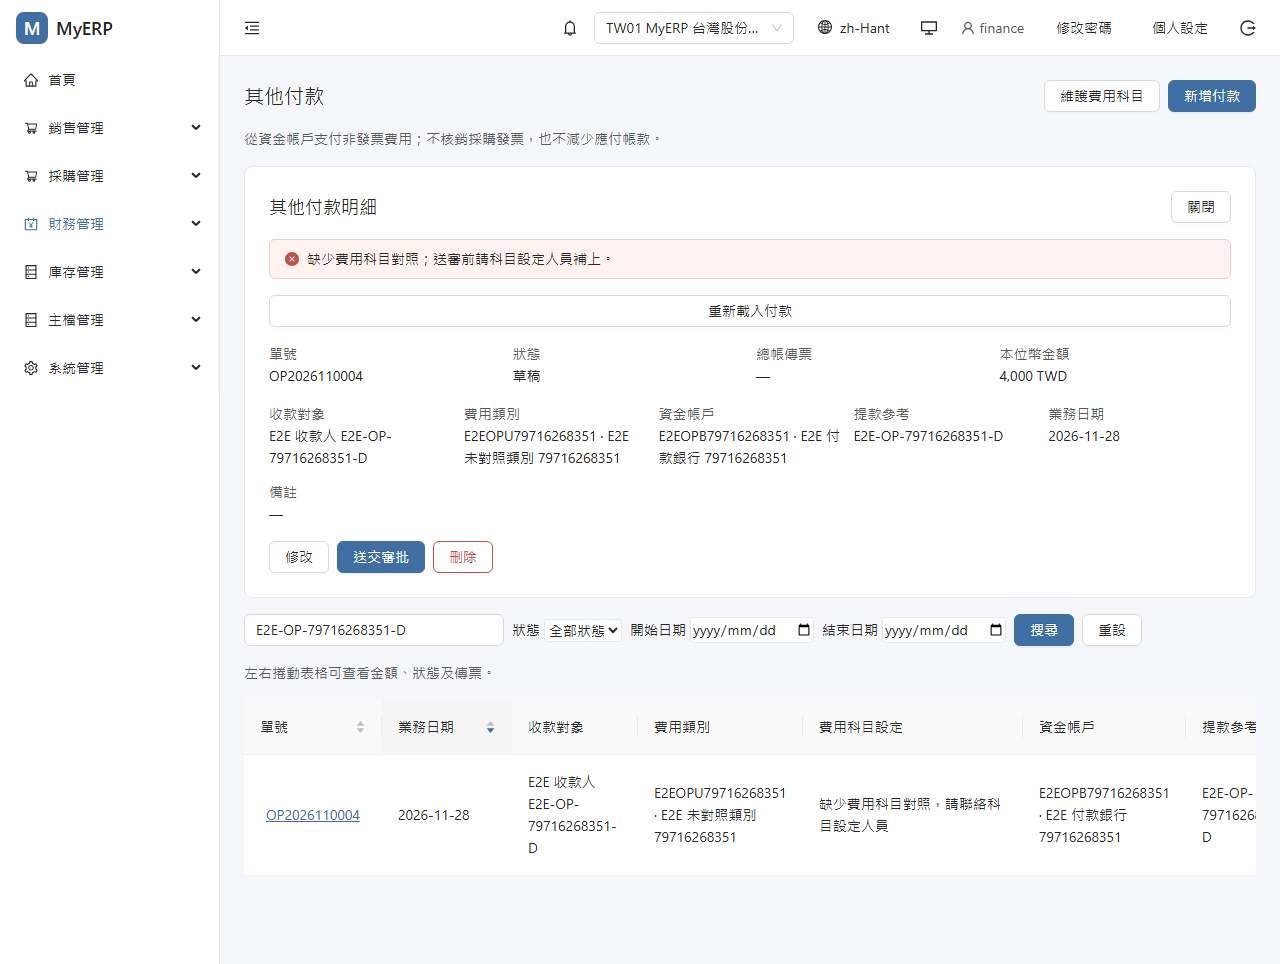 M MyERP
TW01 MyERP 台灣股份...
zh-Hant
finance
修改密碼
個人設定
首頁
銷售管理
採購管理
財務管理
庫存管理
主檔管理
系統管理
其他付款
維護費用科目
新增付款
從資金帳戶支付非發票費用；不核銷採購發票，也不減少應付帳款。
其他付款明細
關閉
缺少費用科目對照；送審前請科目設定人員補上。
重新載入付款
單號 狀態 總帳傳票 本位幣金額
OP2026110004 草稿 — 4,000 TWD
收款對象 費用類別 資金帳戶 提款參考 業務日期
E2E 收款人 E2E-OP- E2EOPU79716268351 · E2E E2EOPB79716268351 · E2E 付 E2E-OP-79716268351-D 2026-11-28
79716268351-D 未對照類別 79716268351 款銀行 79716268351
備註
—
修改 送交審批 刪除
E2E-OP-79716268351-D 狀態 全部狀態 開始日期 yyyy/mm/dd 結束日期 yyyy/mm/dd 搜尋 重設
左右捲動表格可查看金額、狀態及傳票。
單號 業務日期 收款對象 費用類別 費用科目設定 資金帳戶 提款參考
OP2026110004
2026-11-28
E2E 收款人
E2E-OP-
79716268351-
D
E2EOPU79716268351
· E2E 未對照類別
79716268351
缺少費用科目對照，請聯絡科
目設定人員
E2EOPB79716268351
· E2E 付款銀行
79716268351
E2E-OP-
7971626
D